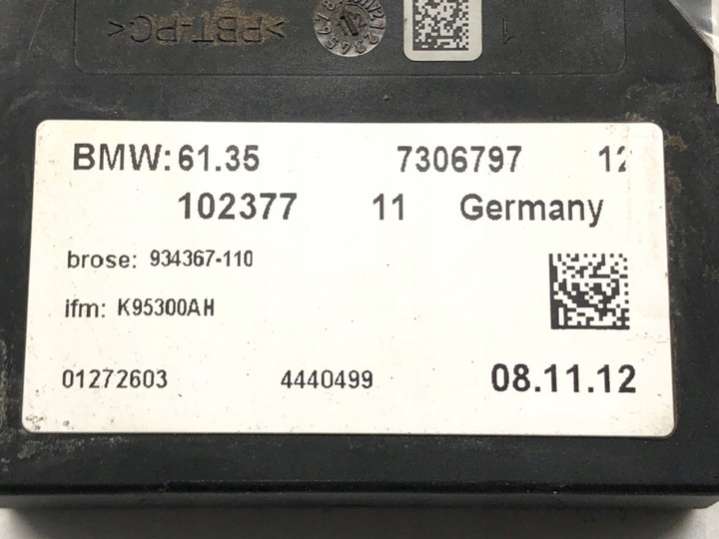 >PBT-PC<
1
BMW: 61.35 7306797 12
102377 11 Germany
brose: 934367-110
ifm: K95300AH
01272603 4440499 08.11.12